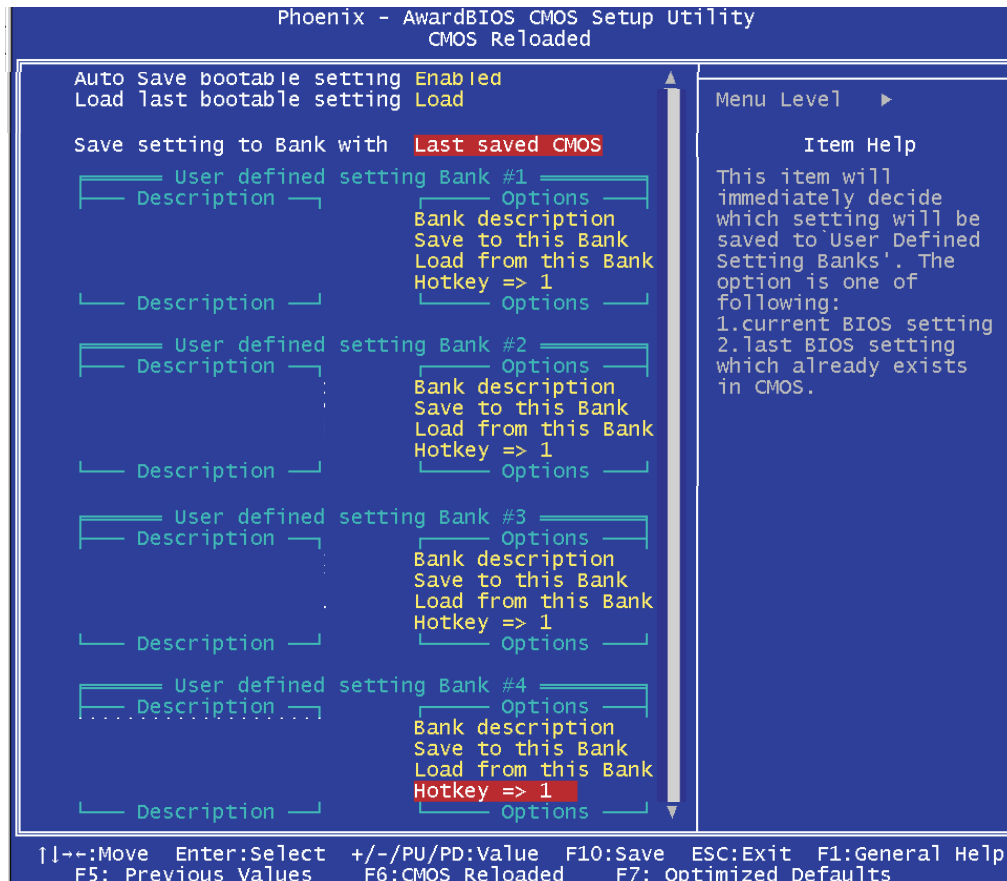 Phoenix - AwardBIOS CMOS Setup Utility
CMOS Reloaded
Auto Save bootable setting Enabled
Load last bootable setting Load
Save setting to Bank with Last saved CMOS
User defined setting Bank #1
Description Options
Bank description
Save to this Bank
Load from this Bank
Hotkey => 1
Description Options
User defined setting Bank #2
Description Options
Bank description
Save to this Bank
Load from this Bank
Hotkey => 1
Description Options
User defined setting Bank #3
Description Options
Bank description
Save to this Bank
Load from this Bank
Hotkey => 1
Description Options
User defined setting Bank #4
Description Options
Bank description
Save to this Bank
Load from this Bank
Hotkey => 1
Description Options
Menu Level ▶
Item Help
This item will
immediately decide
which setting will be
saved to`User Defined
Setting Banks'. The
option is one of
following:
1.current BIOS setting
2.last BIOS setting
which already exists
in CMOS.
↑↓→←:Move Enter:Select +/-/PU/PD:Value F10:Save ESC:Exit F1:General Help
F5: Previous Values F6:CMOS Reloaded F7: Optimized Defaults